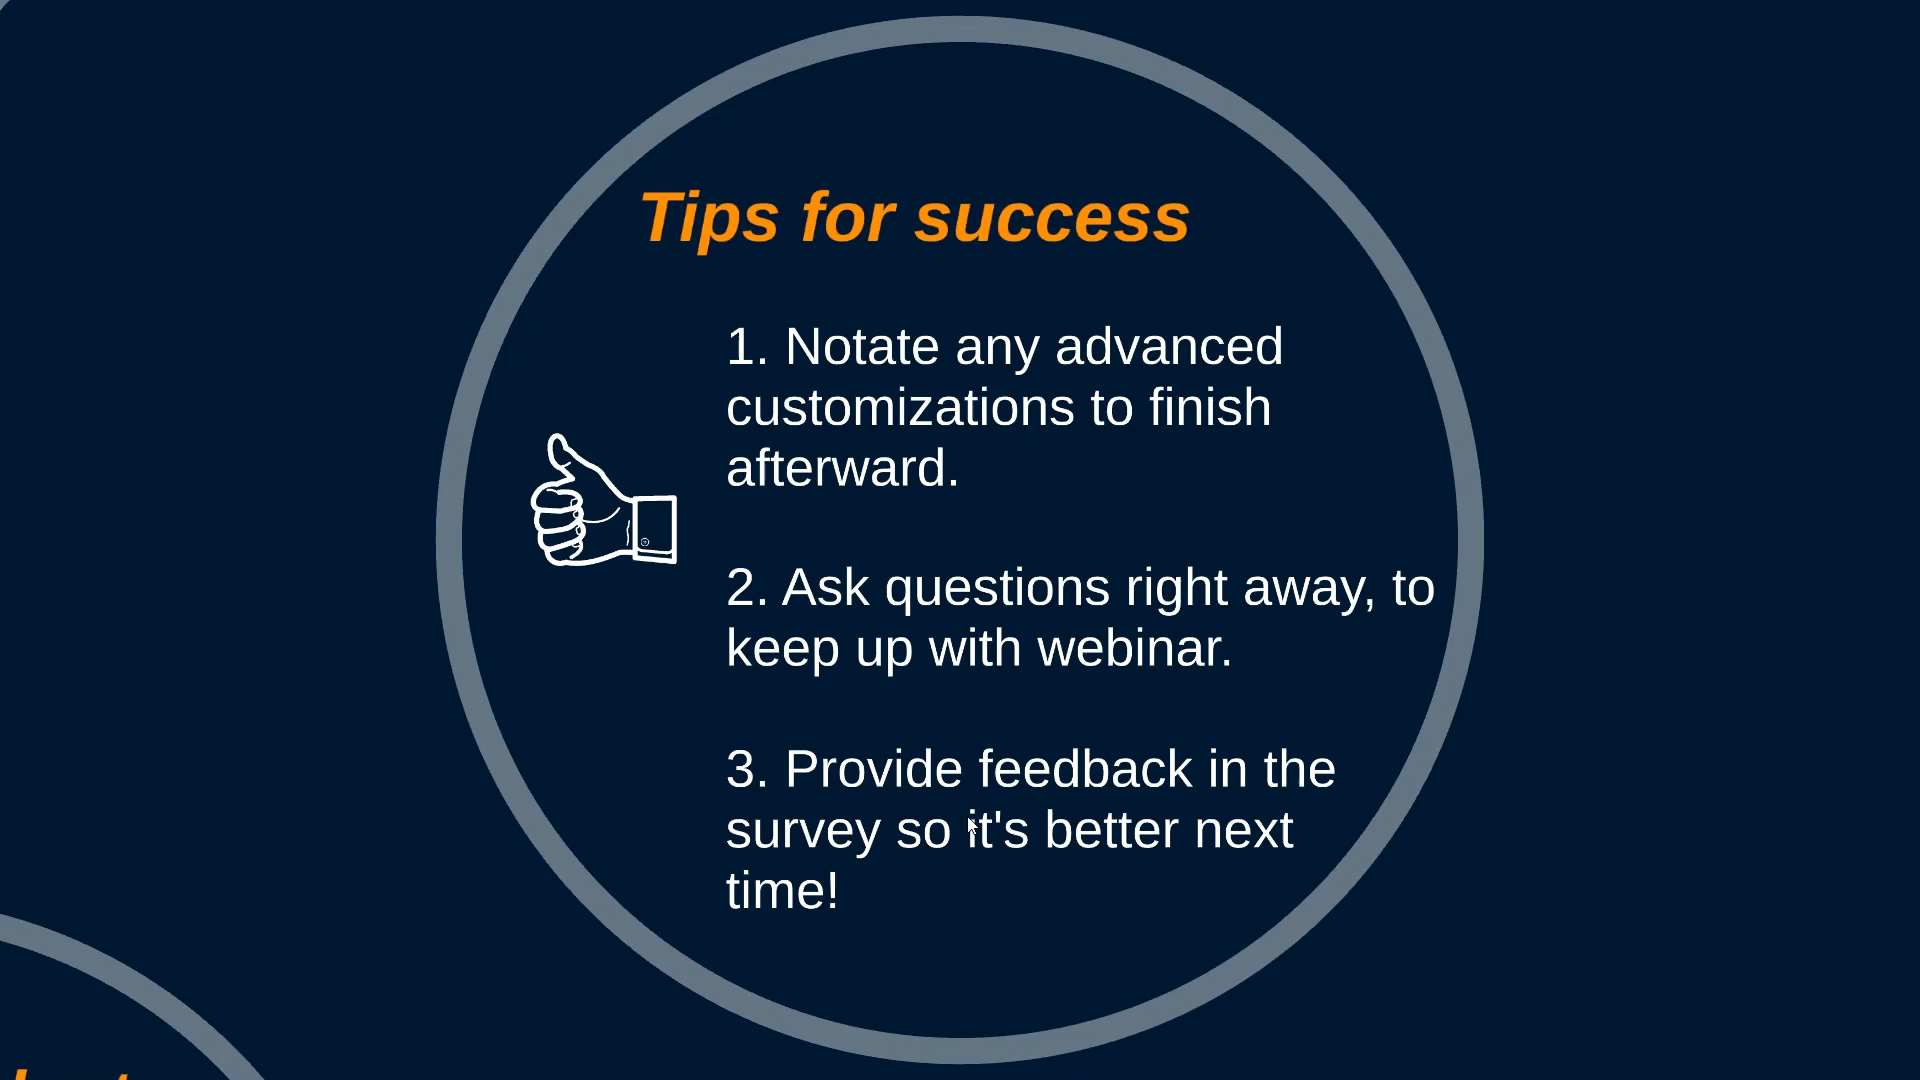 Tips for success
1. Notate any advanced
customizations to finish
afterward.
2. Ask questions right away, to
keep up with webinar.
3. Provide feedback in the
survey so it's better next
time!